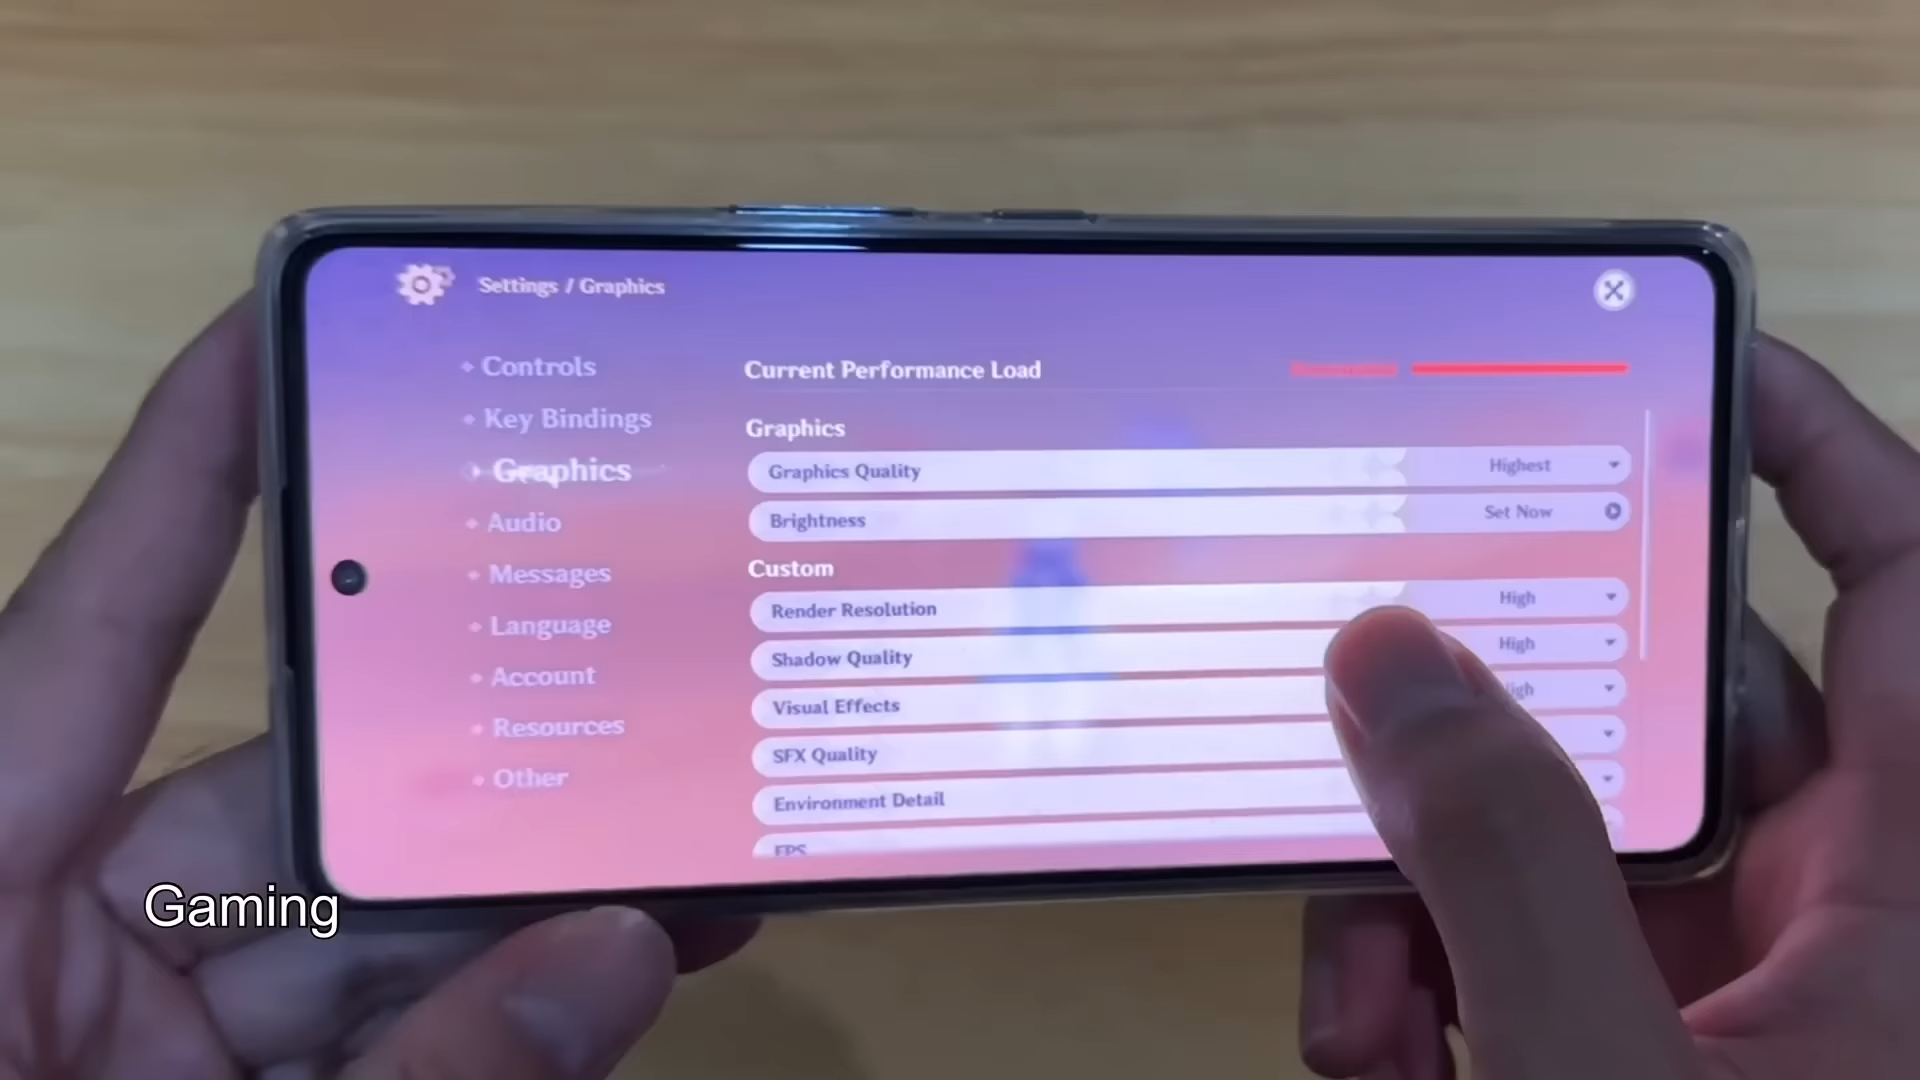 Settings / Graphics
Controls
Key Bindings
Graphics
Audio
Messages
Language
Account
Resources
Other
Current Performance Load
Graphics
Graphics Quality Highest
Brightness Set Now
Custom
Render Resolution High
Shadow Quality High
Visual Effects
SFX Quality
Environment Detail
FPS
Gaming